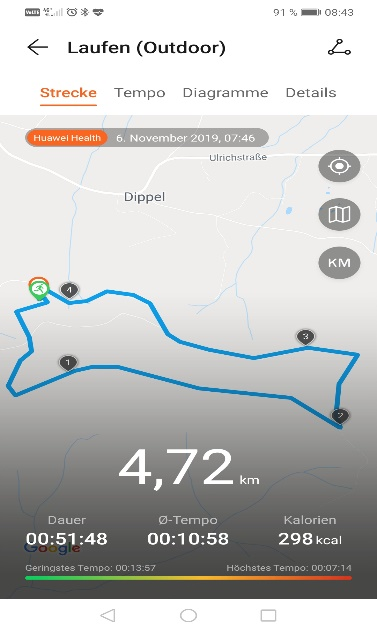 91 % 08:43
Laufen (Outdoor)
Strecke Tempo Diagramme Details
Huawei Health 6. November 2019, 07:46
Ulrichstraße
Dippel
KM
4
3
1
2
4,72 km
Dauer Ø-Tempo Kalorien
00:51:48 00:10:58 298 kcal
Google
Geringstes Tempo: 00:13:57 Höchstes Tempo: 00:07:14